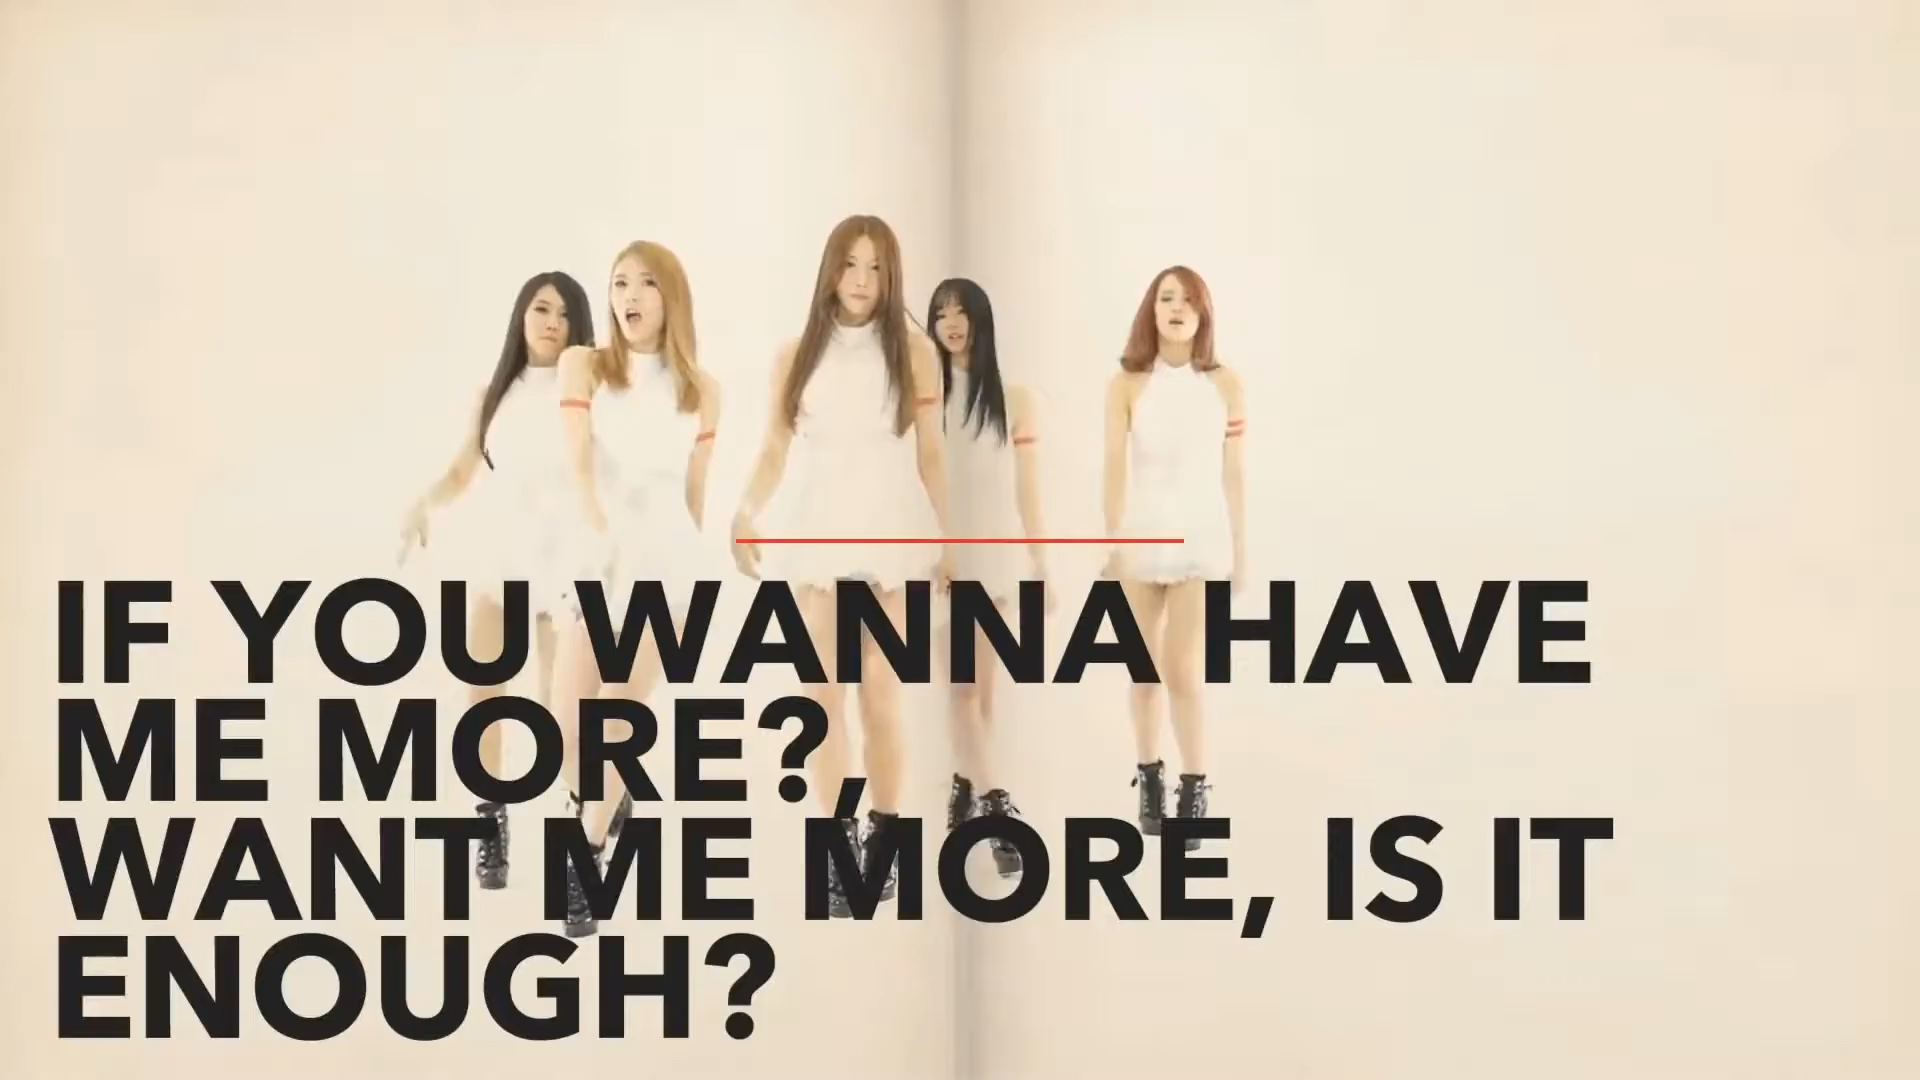 IF YOU WANNA HAVE
ME MORE?,
WANT ME MORE, IS IT
ENOUGH?